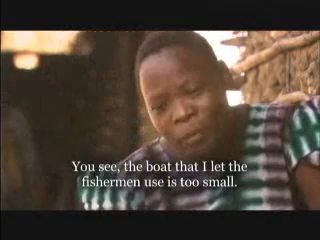 You see, the boat that I let the
fishermen use is too small.